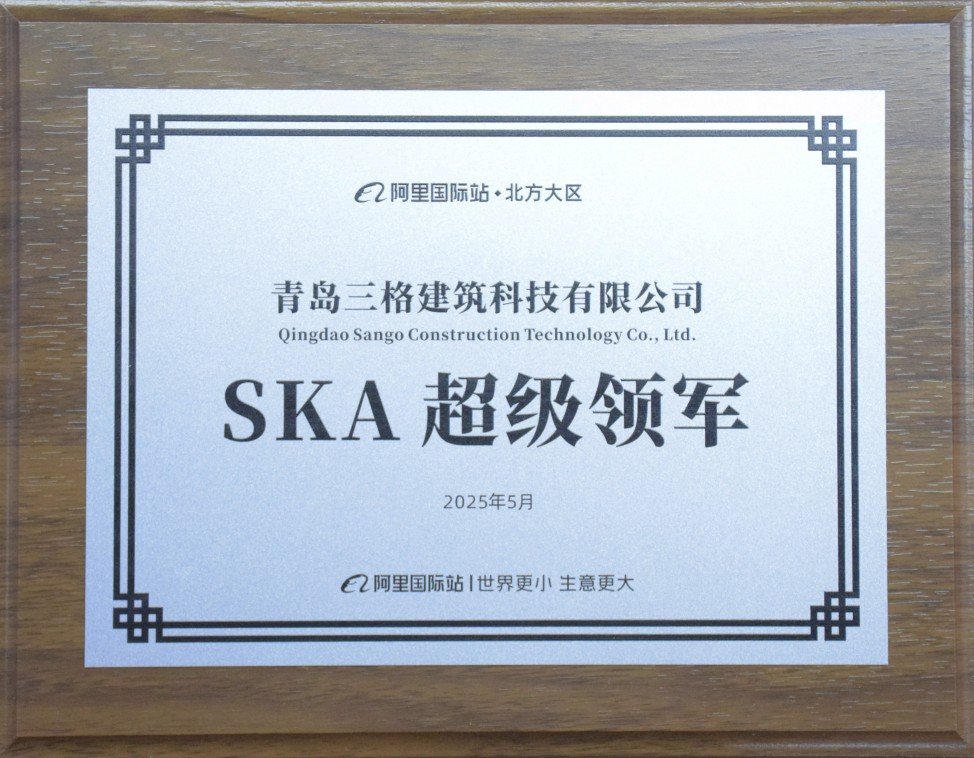 阿里国际站·北方大区
青岛三格建筑科技有限公司
Qingdao Sango Construction Technology Co., Ltd.
SKA 超级领军
2025年5月
阿里国际站|世界更小 主意更大